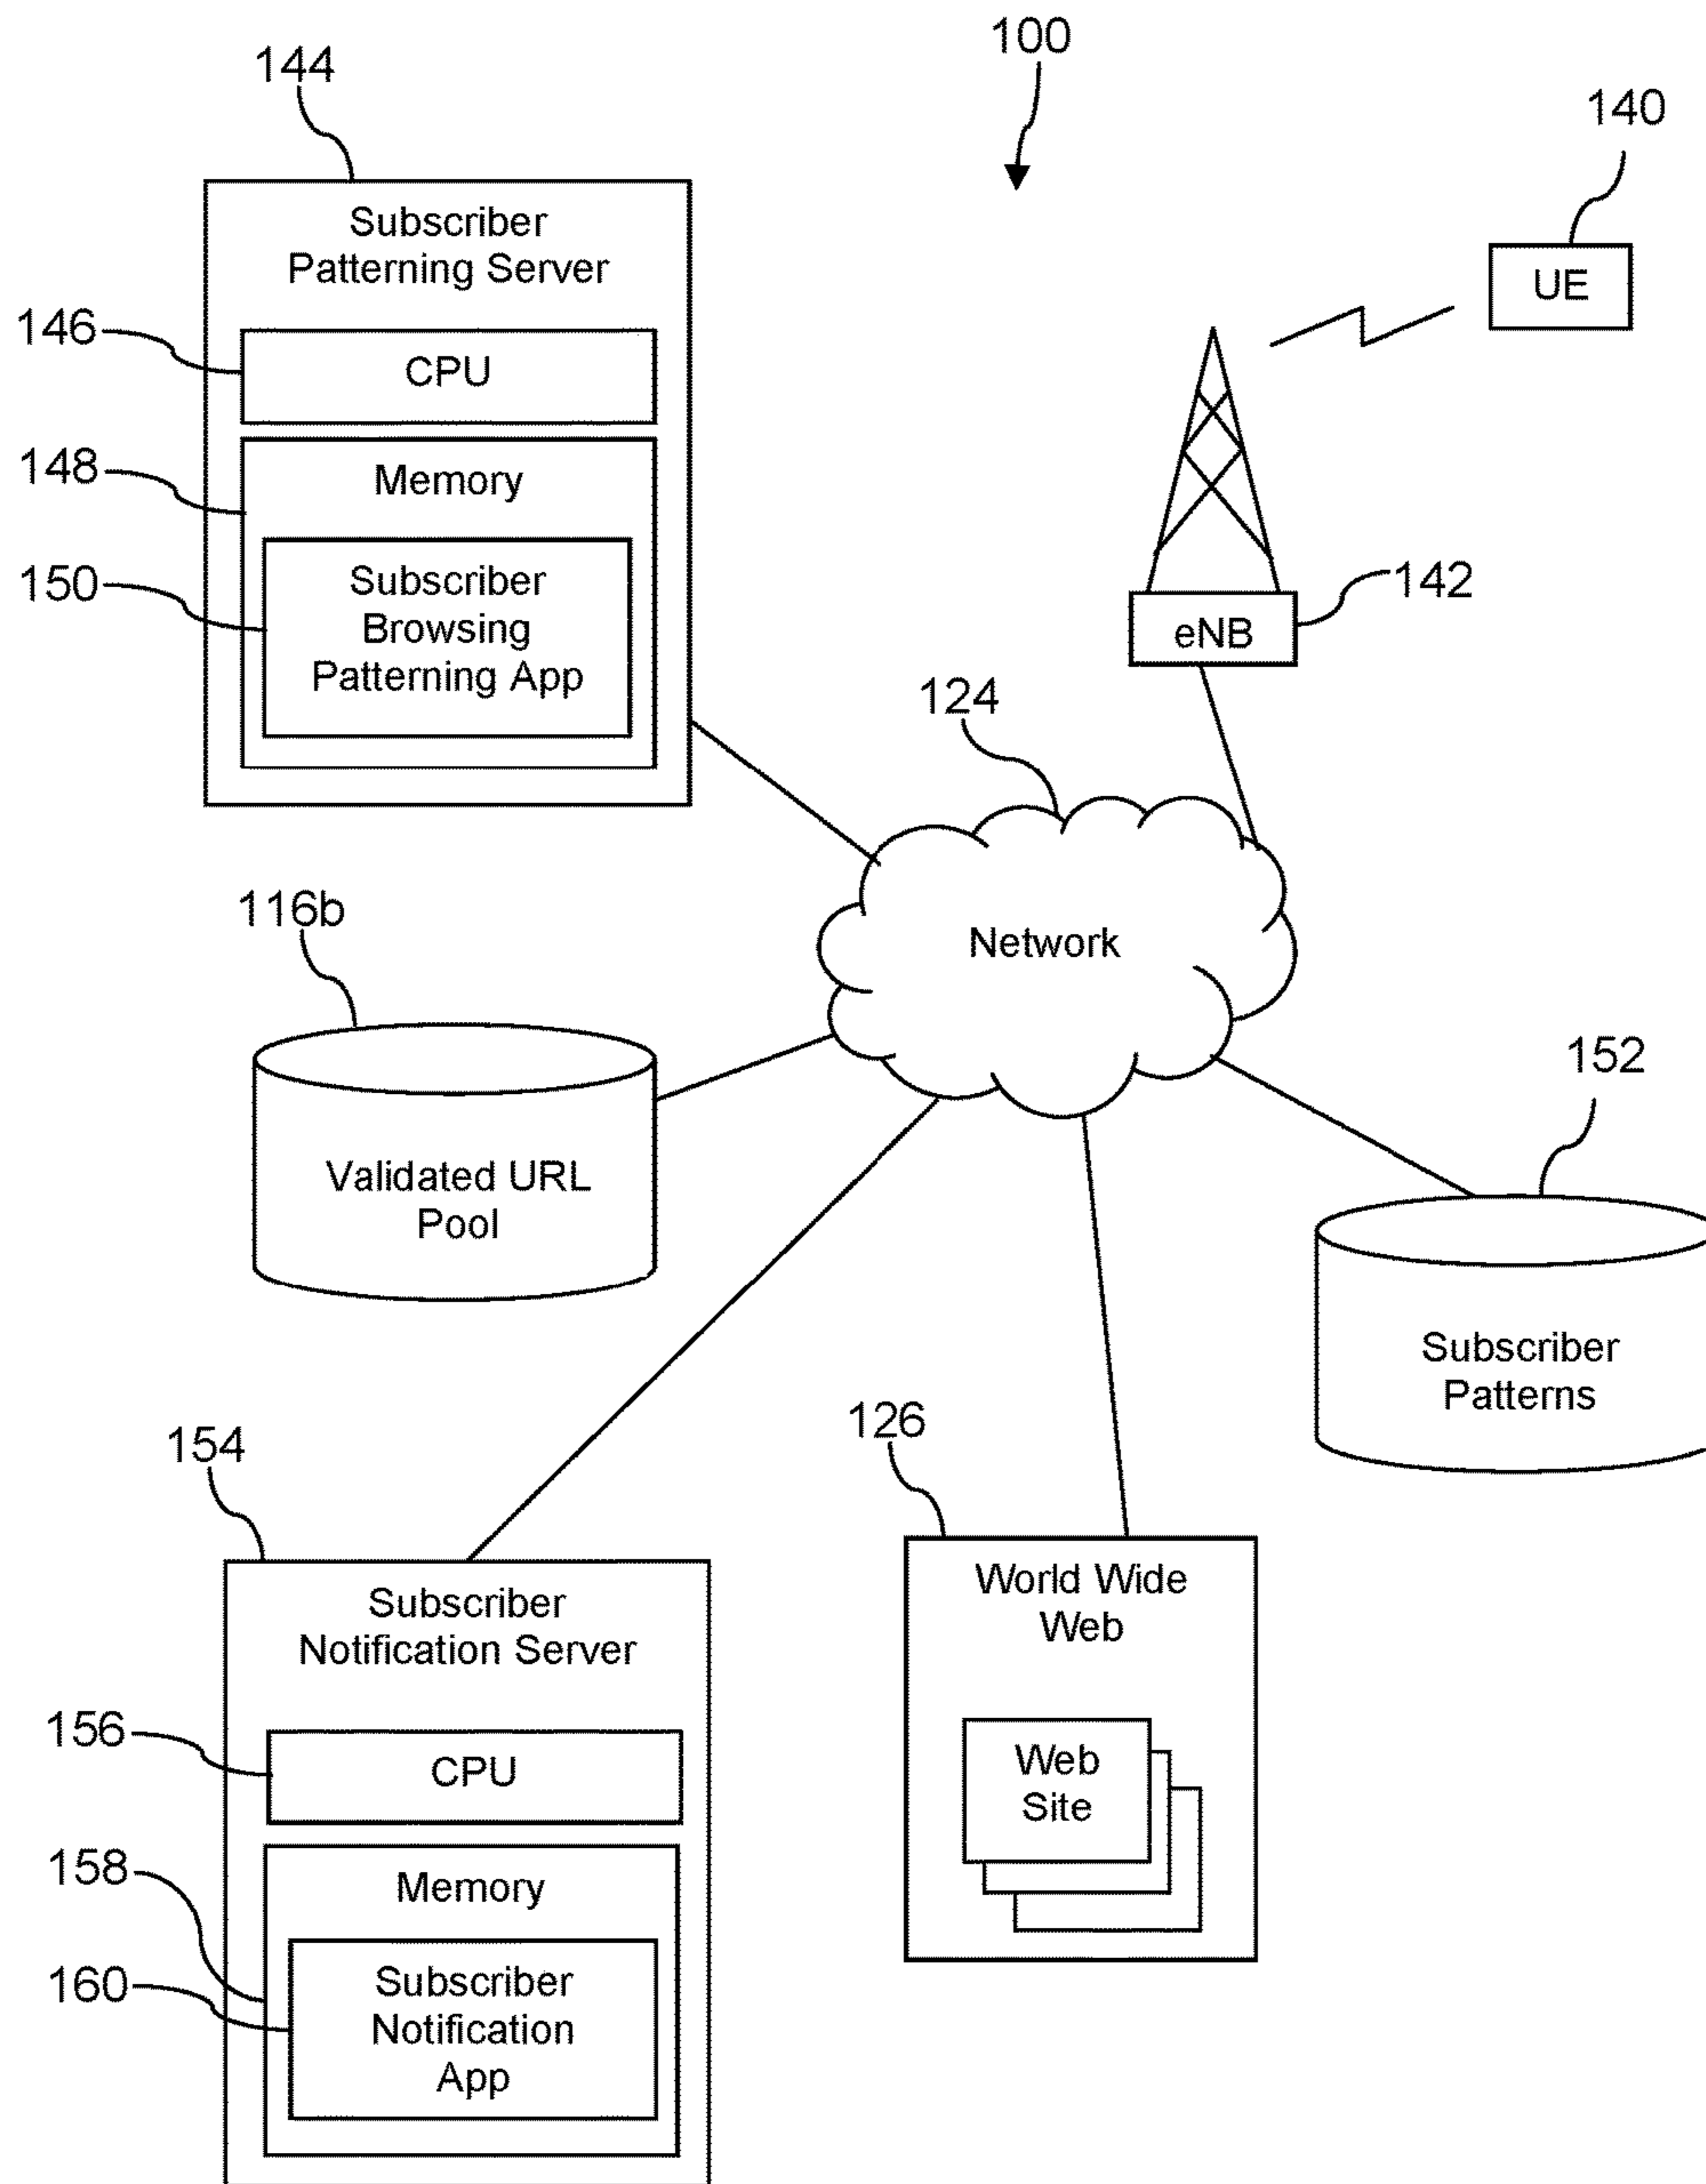 100
144
140
Subscriber
Patterning Server
UE
146
CPU
148
Memory
150
Subscriber
Browsing
Patterning App
142
eNB
124
116b
Network
152
Validated URL
Pool
Subscriber
Patterns
154
126
Subscriber
Notification Server
World Wide
Web
156
CPU
Web
Site
158
Memory
160
Subscriber
Notification
App